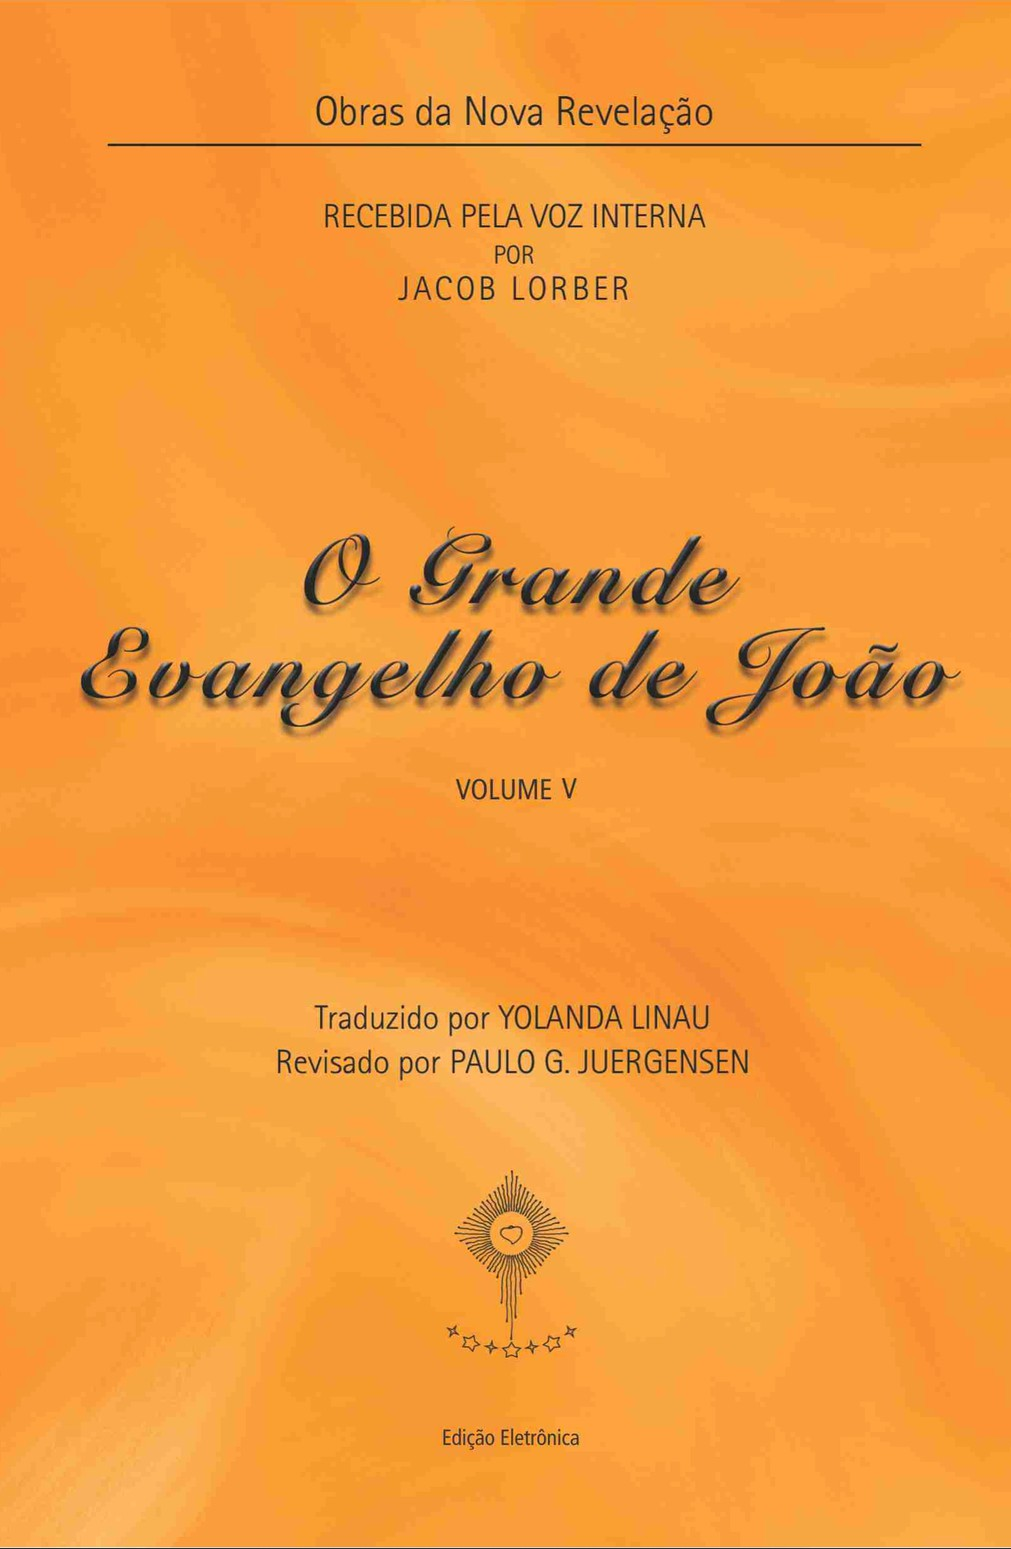 Obras da Nova Revelação
RECEBIDA PELA VOZ INTERNA
POR
JACOB LORBER
O Grande
Evangelho de João
VOLUME V
Traduzido por YOLANDA LINAU
Revisado por PAULO G. JUERGENSEN
Edição Eletrônica